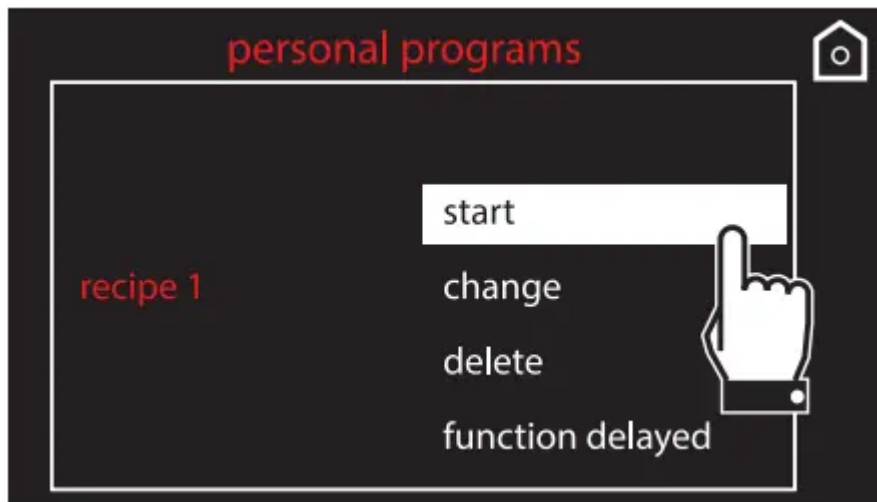 personal programs
start
recipe 1
change
delete
function delayed